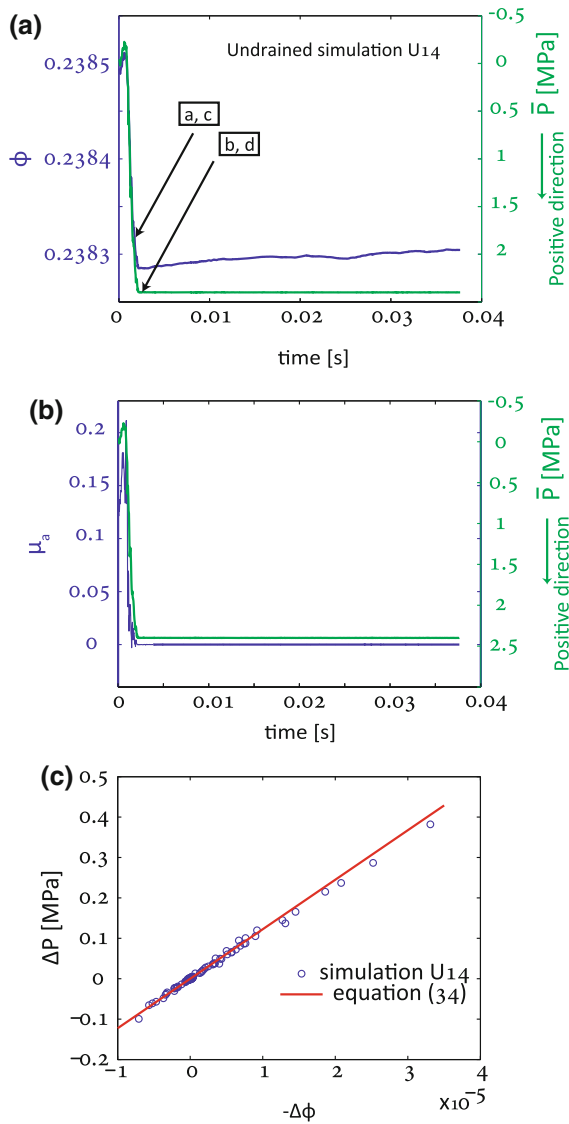 (a)
Undrained simulation U14
0.2385
0.2384
0.2383
ϕ
a, c
b, d
-0.5
0
0.5
1
1.5
2
P̄ [MPa]
Positive direction
0
0.01
0.02
0.03
0.04
time [s]
(b)
0.2
0.15
0.1
0.05
0
μa
-0.5
0
0.5
1
1.5
2
2.5
P̄ [MPa]
Positive direction
0
0.01
0.02
0.03
0.04
time [s]
(c)
0.5
0.4
0.3
0.2
0.1
0
-0.1
-0.2
ΔP [MPa]
simulation U14
equation (34)
-1
0
1
2
3
4
x10⁻⁵
-Δϕ